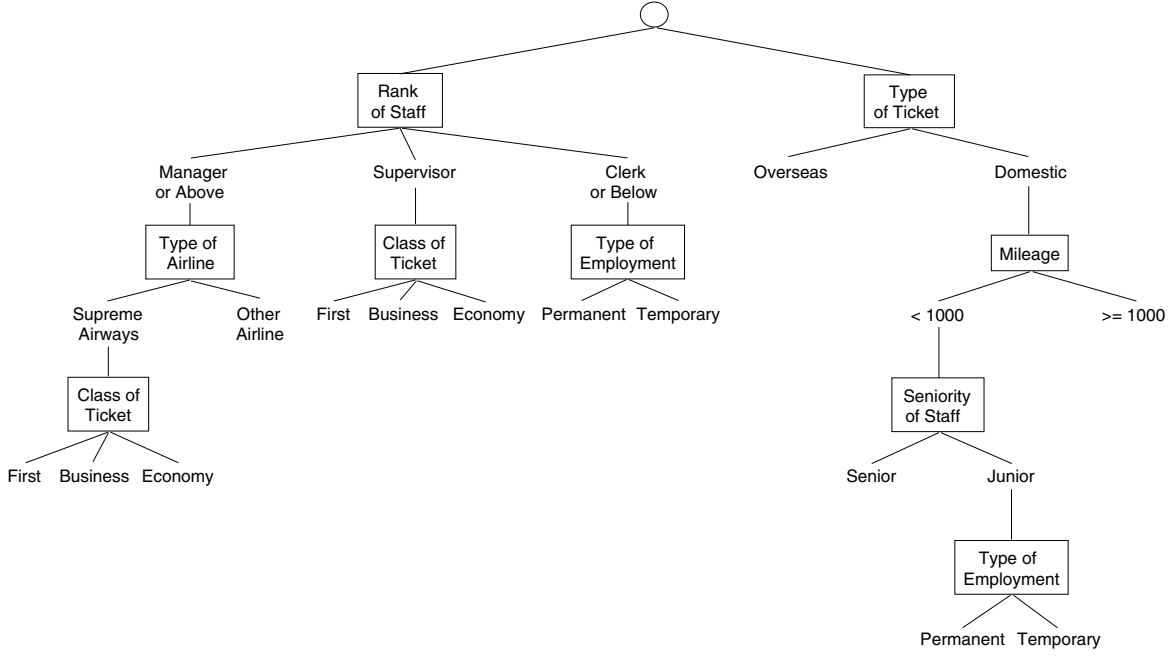 Rank
of Staff
Type
of Ticket
Manager
or Above
Supervisor
Clerk
or Below
Overseas
Domestic
Type of
Airline
Class of
Ticket
Type of
Employment
Mileage
Supreme
Airways
Other
Airline
First
Business
Economy
Permanent
Temporary
< 1000
>= 1000
Class of
Ticket
Seniority
of Staff
First
Business
Economy
Senior
Junior
Type of
Employment
Permanent
Temporary